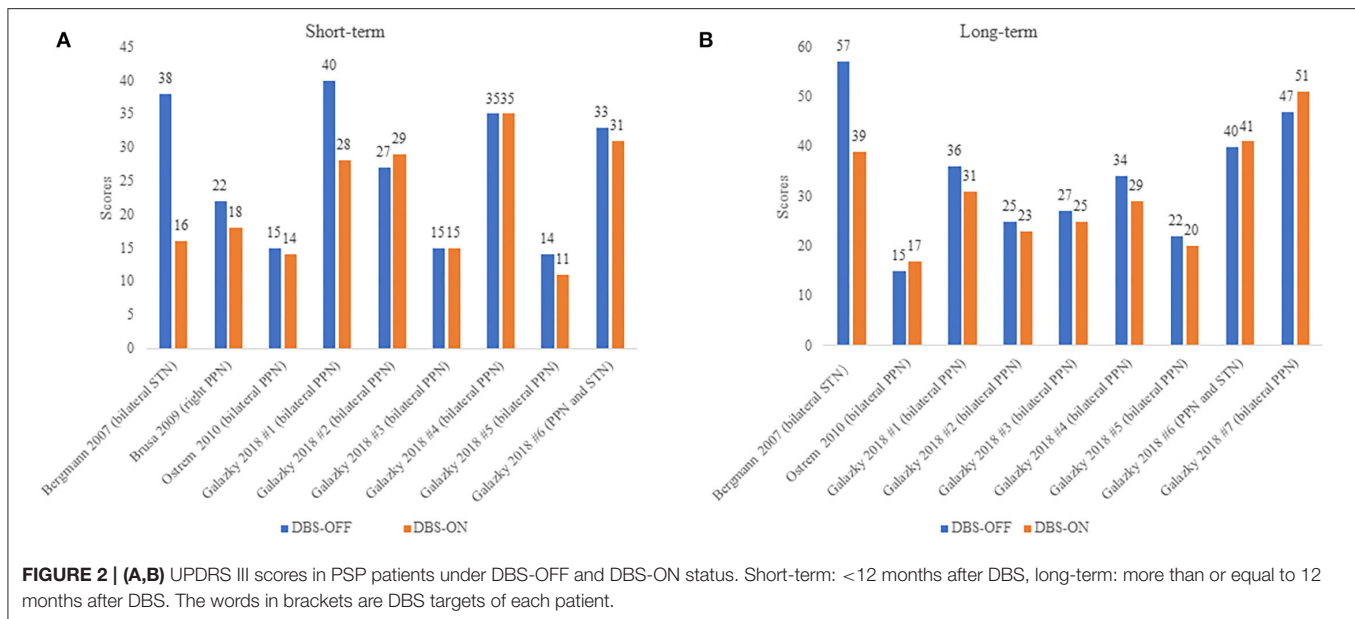 A
Short-term
45
40
35
30
25
20
15
10
5
0
Scores
38
16
22
18
15
14
40
28
27
29
15
15
35
35
14
11
33
31
Bergmann 2007 (bilateral STN)
Brusa 2009 (right PPN)
Ostrem 2010 (bilateral PPN)
Galazky 2018 #1 (bilateral PPN)
Galazky 2018 #2 (bilateral PPN)
Galazky 2018 #3 (bilateral PPN)
Galazky 2018 #4 (bilateral PPN)
Galazky 2018 #5 (bilateral PPN)
Galazky 2018 #6 (PPN and STN)
DBS-OFF
DBS-ON
B
Long-term
60
50
40
30
20
10
0
Scores
57
39
15
17
36
31
25
23
27
25
34
29
22
20
40
41
47
51
Bergmann 2007 (bilateral STN)
Ostrem 2010 (bilateral PPN)
Galazky 2018 #1 (bilateral PPN)
Galazky 2018 #2 (bilateral PPN)
Galazky 2018 #3 (bilateral PPN)
Galazky 2018 #4 (bilateral PPN)
Galazky 2018 #5 (bilateral PPN)
Galazky 2018 #6 (PPN and STN)
Galazky 2018 #7 (bilateral PPN)
DBS-OFF
DBS-ON
FIGURE 2 | (A,B) UPDRS III scores in PSP patients under DBS-OFF and DBS-ON status. Short-term: <12 months after DBS, long-term: more than or equal to 12
months after DBS. The words in brackets are DBS targets of each patient.